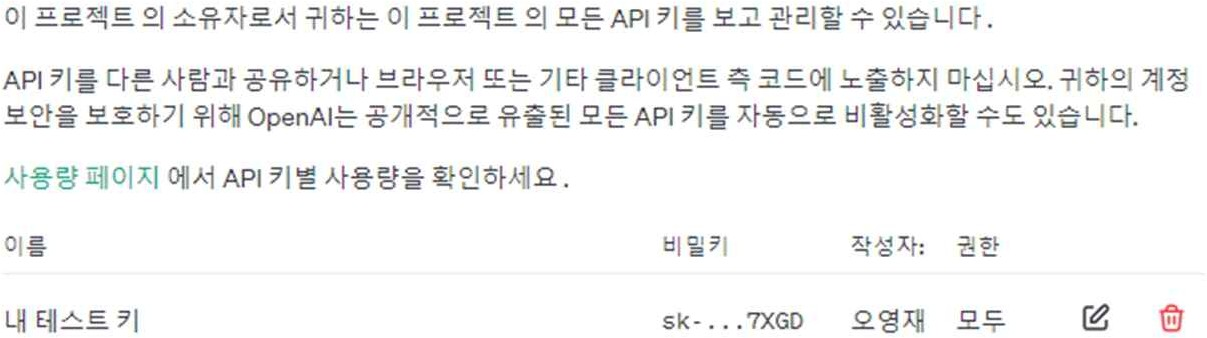 이 프로젝트 의 소유자로서 귀하는 이 프로젝트 의 모든 API 키를 보고 관리할 수 있습니다 .
API 키를 다른 사람과 공유하거나 브라우저 또는 기타 클라이언트 측 코드에 노출하지 마십시오. 귀하의 계정
보안을 보호하기 위해 OpenAI는 공개적으로 유출된 모든 API 키를 자동으로 비활성화할 수도 있습니다.
사용량 페이지 에서 API 키별 사용량을 확인하세요 .
이름 비밀키 작성자: 권한
내 테스트 키 sk-...7XGD 오영재 모두